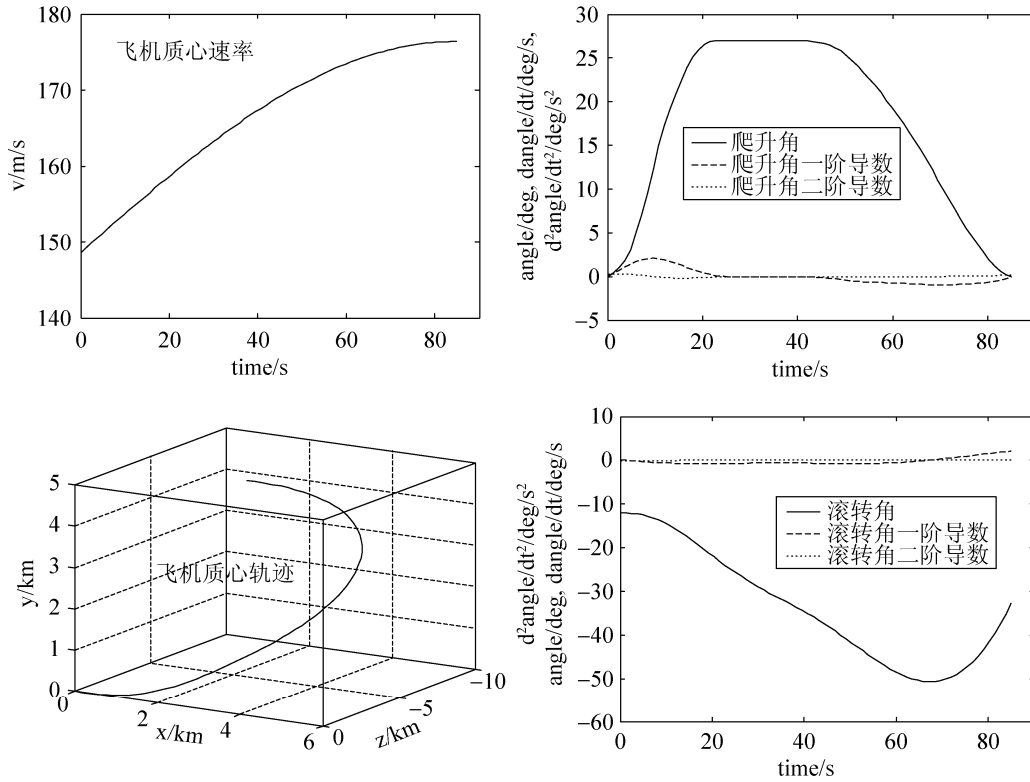 180
170
160
150
140
v/m/s
飞机质心速率
0
20
40
60
80
time/s
30
25
20
15
10
5
0
−5
angle/deg, dangle/dt/deg/s,
d²angle/dt²/deg/s²
爬升角
爬升角一阶导数
爬升角二阶导数
0
20
40
60
80
time/s
5
4
3
2
1
0
y/km
飞机质心轨迹
0
2
4
6
x/km
0
−5
−10
z/km
10
0
−10
−20
−30
−40
−50
−60
d²angle/dt²/deg/s²
angle/deg, dangle/dt/deg/s
滚转角
滚转角一阶导数
滚转角二阶导数
0
20
40
60
80
time/s